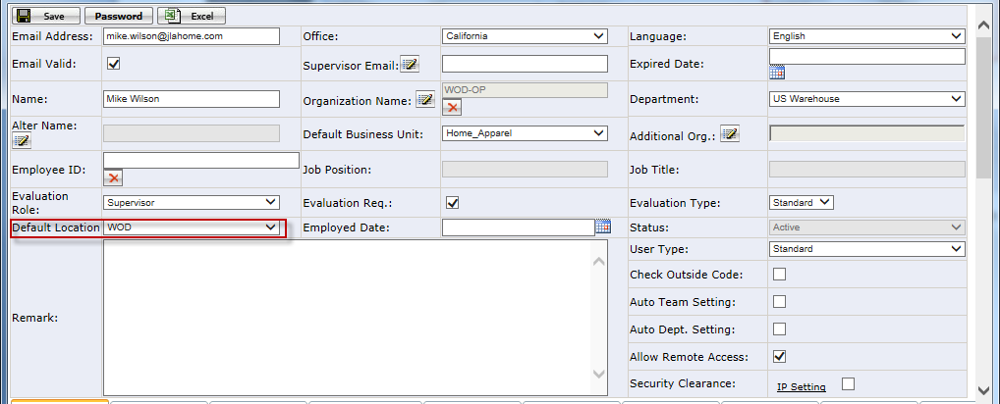 Save Password Excel
Email Address: mike.wilson@jlahome.com Office: California Language: English
Email Valid: Supervisor Email: Expired Date:
Name: Mike Wilson Organization Name: WOD-OP Department: US Warehouse
Alter Name: Default Business Unit: Home_Apparel Additional Org.:
Employee ID: Job Position: Job Title:
Evaluation
Role: Supervisor Evaluation Req.: Evaluation Type: Standard
Default Location WOD Employed Date: Status: Active
User Type: Standard
Check Outside Code:
Auto Team Setting:
Remark:
Auto Dept. Setting:
Allow Remote Access:
Security Clearance: IP Setting